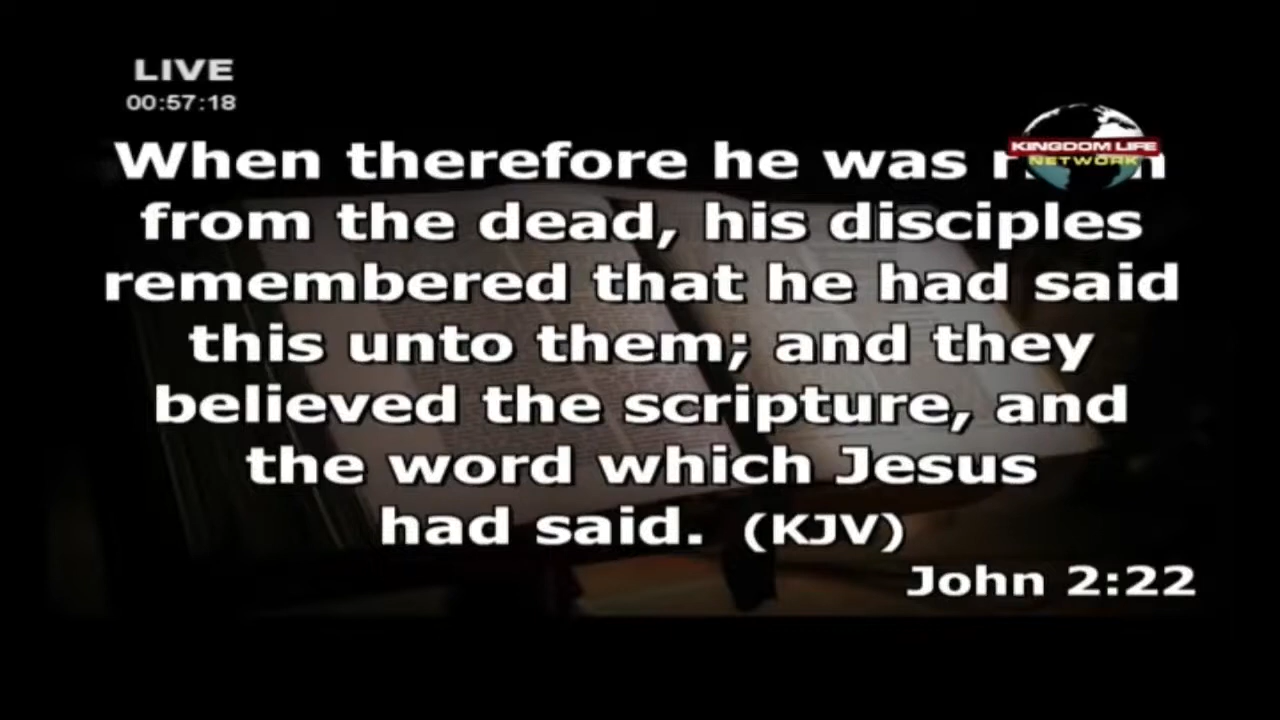 LIVE
00:57:18
KINGDOM LIFE
NETWORK
When therefore he was
from the dead, his disciples
remembered that he had said
this unto them; and they
believed the scripture, and
the word which Jesus
had said. (KJV)
John 2:22